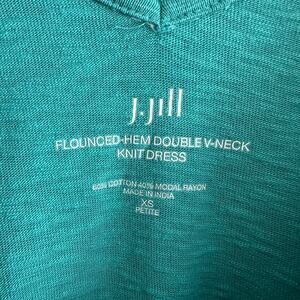 J.Jill
FLOUNCED-HEM DOUBLE V-NECK
KNIT DRESS
60% COTTON 40% MODAL RAYON
MADE IN INDIA
XS
PETITE